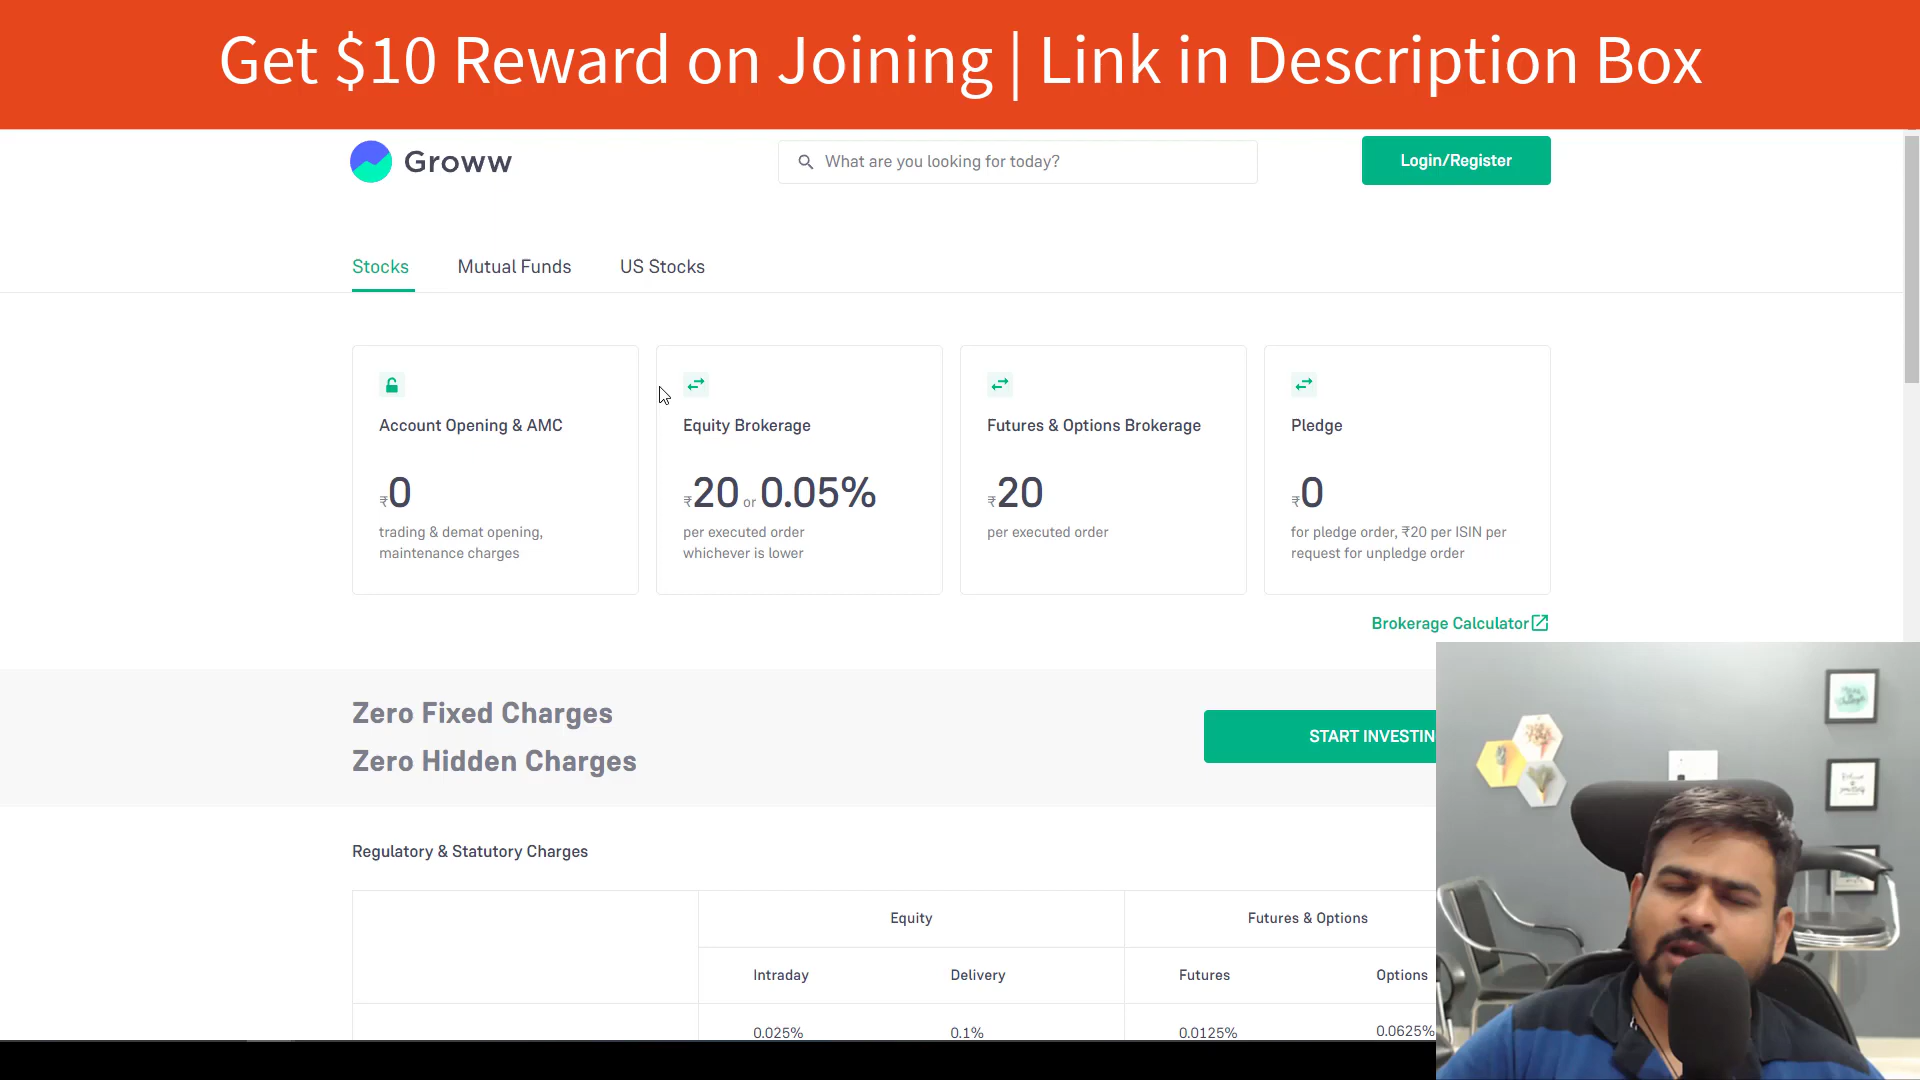 Get $10 Reward on Joining | Link in Description Box
Groww
What are you looking for today?
Login/Register
Stocks
Mutual Funds
US Stocks
Account Opening & AMC
₹0
trading & demat opening,
maintenance charges
Equity Brokerage
₹20 or 0.05%
per executed order
whichever is lower
Futures & Options Brokerage
₹20
per executed order
Pledge
₹0
for pledge order, ₹20 per ISIN per
request for unpledge order
Brokerage Calculator
Zero Fixed Charges
Zero Hidden Charges
START INVESTIN
Regulatory & Statutory Charges
Equity
Futures & Options
Intraday
Delivery
Futures
Options
0.025%
0.1%
0.0125%
0.0625%